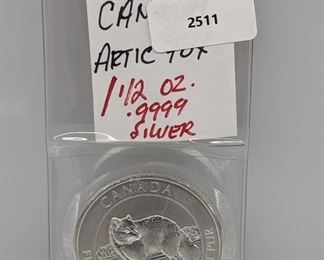 CAN
2511
ARTIC FOX
1 1/2 OZ.
.9999
SILVER
CANADA
PUR